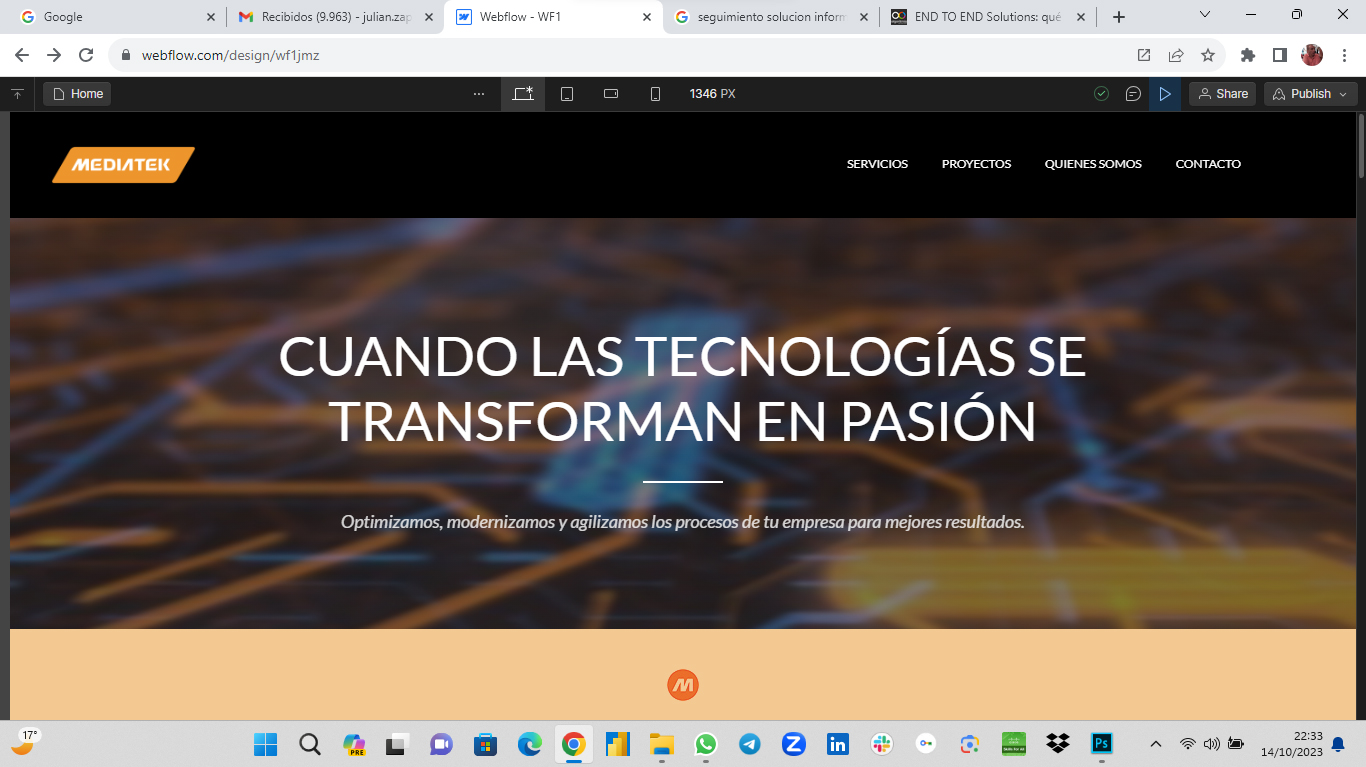 Google
Recibidos (9.963) - julian.zap
Webflow - WF1
seguimiento solucion inform
END TO END Solutions: qué
webflow.com/design/wf1jmz
Home
1346 PX
Share
Publish
MEDIATEK
SERVICIOS PROYECTOS QUIENES SOMOS CONTACTO
CUANDO LAS TECNOLOGÍAS SE
TRANSFORMAN EN PASIÓN
Optimizamos, modernizamos y agilizamos los procesos de tu empresa para mejores resultados.
M
17°
PRE
Z
in
Ps
22:33
14/10/2023